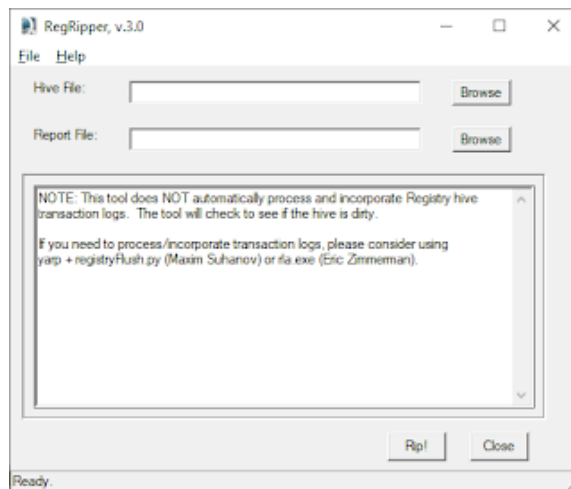 RegRipper, v.3.0
File Help
Hive File:
Browse
Report File:
Browse
NOTE: This tool does NOT automatically process and incorporate Registry hive
transaction logs. The tool will check to see if the hive is dirty.
If you need to process/incorporate transaction logs, please consider using
yarp + registryFlush.py (Maxim Suhanov) or rla.exe (Eric Zimmerman).
Rip! Close
Ready.